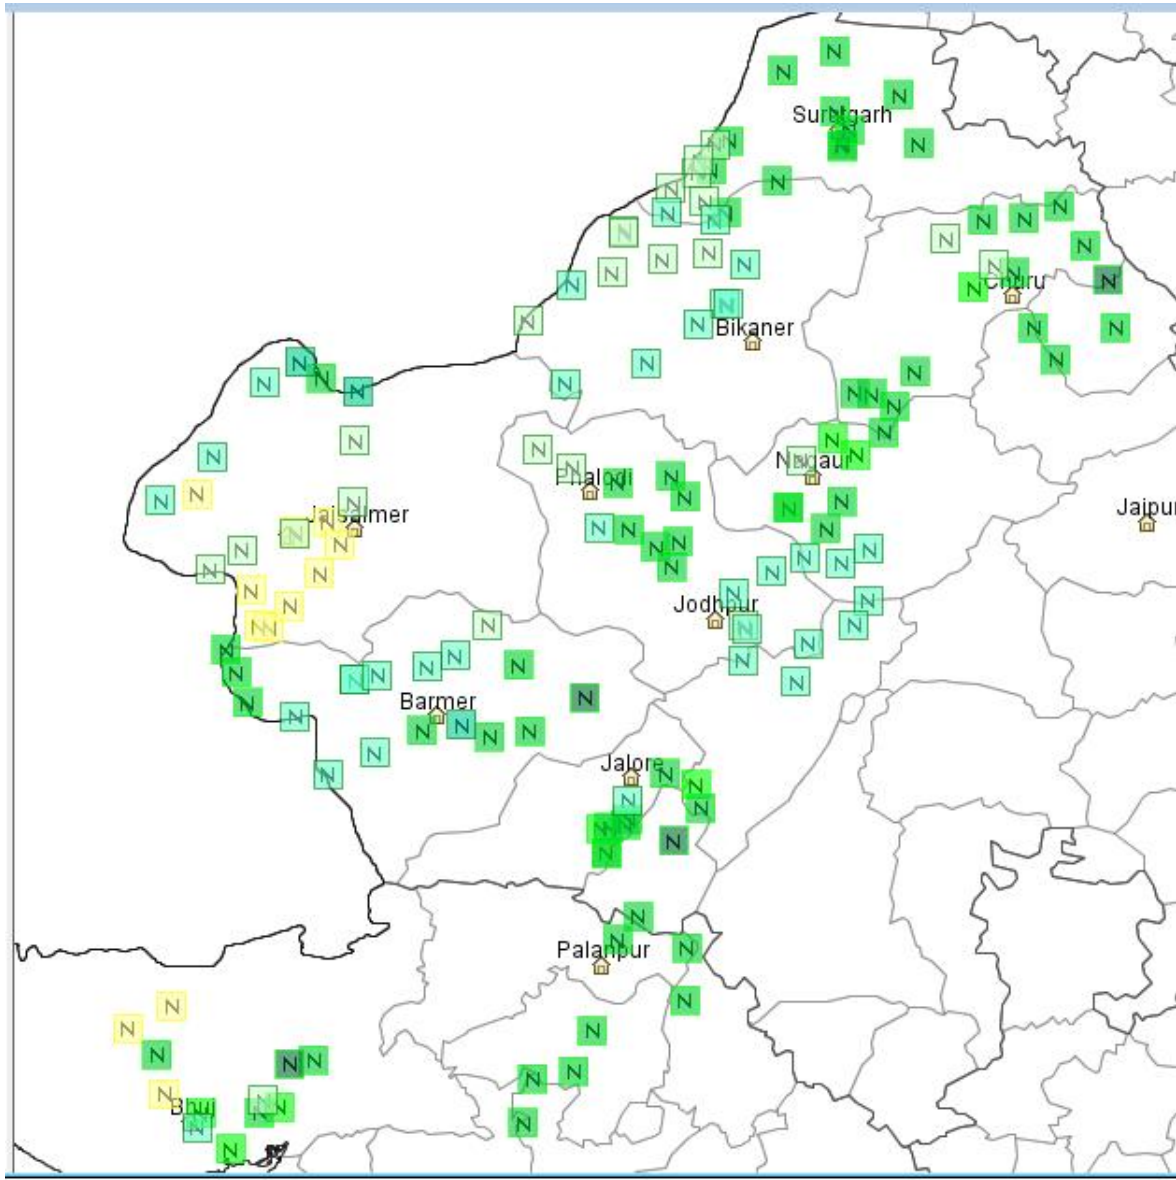 Suratgarh
Churu
Bikaner
Nagaur
Phalodi
Jaisalmer
Jaipur
Jodhpur
Barmer
Jalore
Palanpur
Bhuj